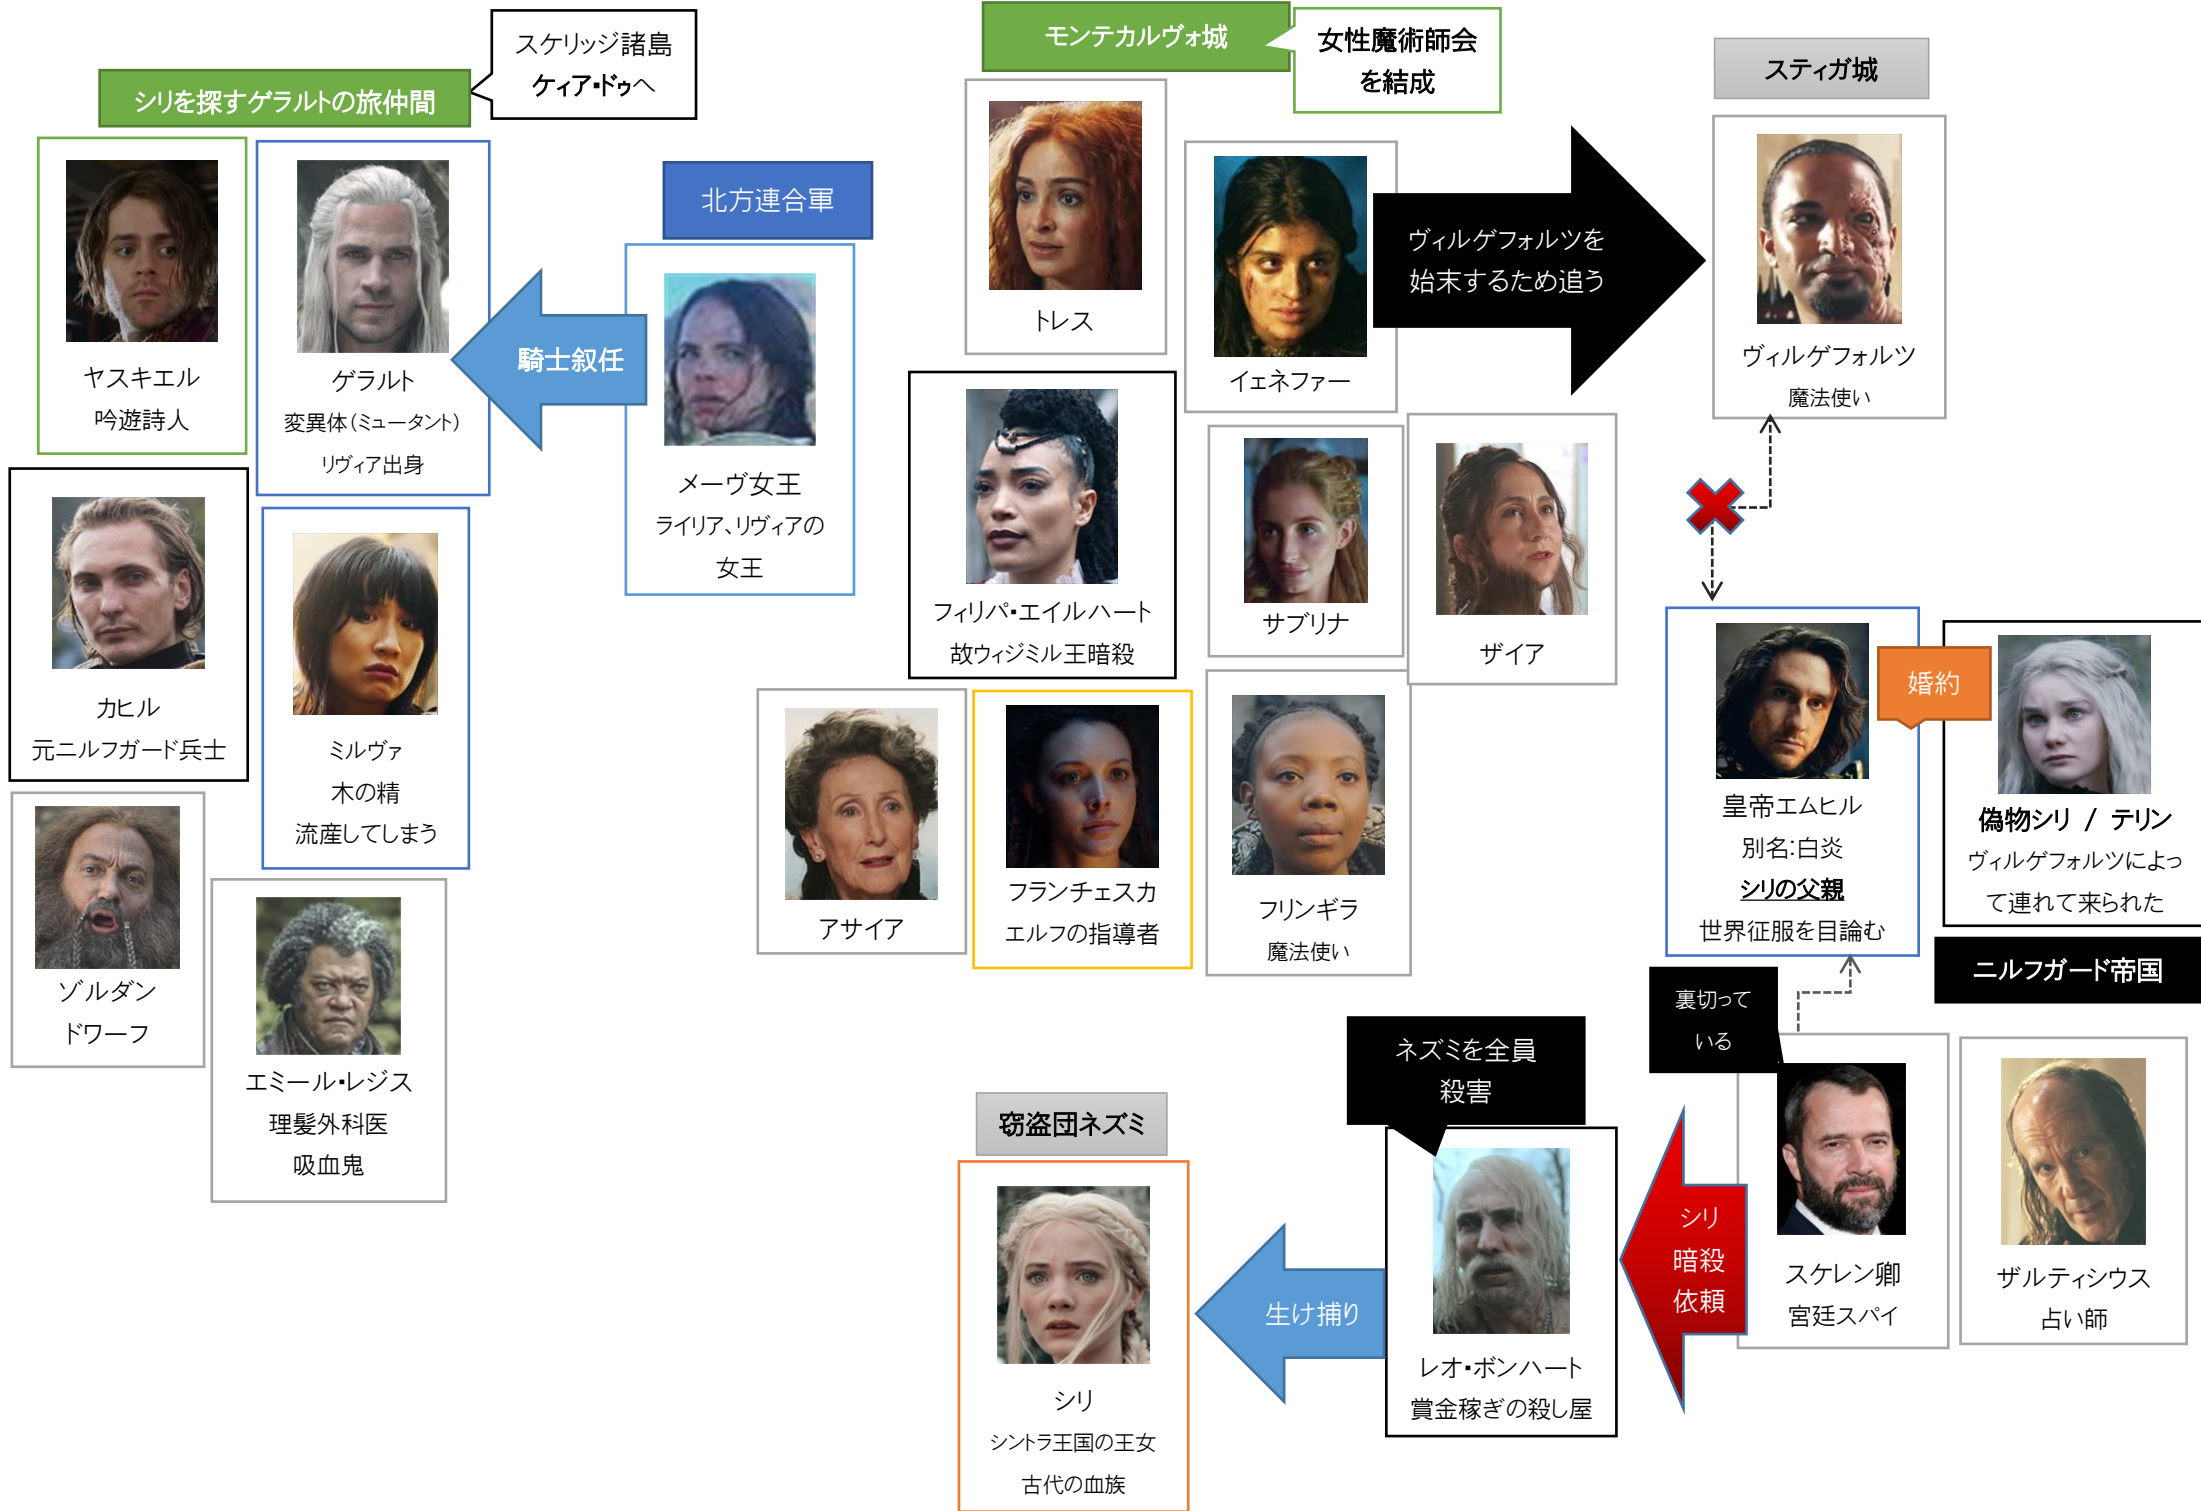 スケリッジ諸島
ケィア・ドゥへ
シリを探すゲラルトの旅仲間
ヤスキエル
吟遊詩人
ゲラルト
変異体(ミュータント)
リヴィア出身
カヒル
元ニルフガード兵士
ミルヴァ
木の精
流産してしまう
ゾルダン
ドワーフ
エミール・レジス
理髪外科医
吸血鬼
北方連合軍
騎士叙任
メーヴ女王
ライリア、リヴィアの
女王
モンテカルヴォ城
女性魔術師会
を結成
トレス
イェネファー
ヴィルゲフォルツを
始末するため追う
フィリパ・エイルハート
故ウィジミル王暗殺
サブリナ
ザイア
アサイア
フランチェスカ
エルフの指導者
フリンギラ
魔法使い
スティガ城
ヴィルゲフォルツ
魔法使い
皇帝エムヒル
別名:白炎
シリの父親
世界征服を目論む
婚約
偽物シリ / テリン
ヴィルゲフォルツによっ
て連れて来られた
ニルフガード帝国
裏切って
いる
スケレン卿
宮廷スパイ
ザルティシウス
占い師
シリ
暗殺
依頼
ネズミを全員
殺害
レオ・ボンハート
賞金稼ぎの殺し屋
生け捕り
窃盗団ネズミ
シリ
シントラ王国の王女
古代の血族